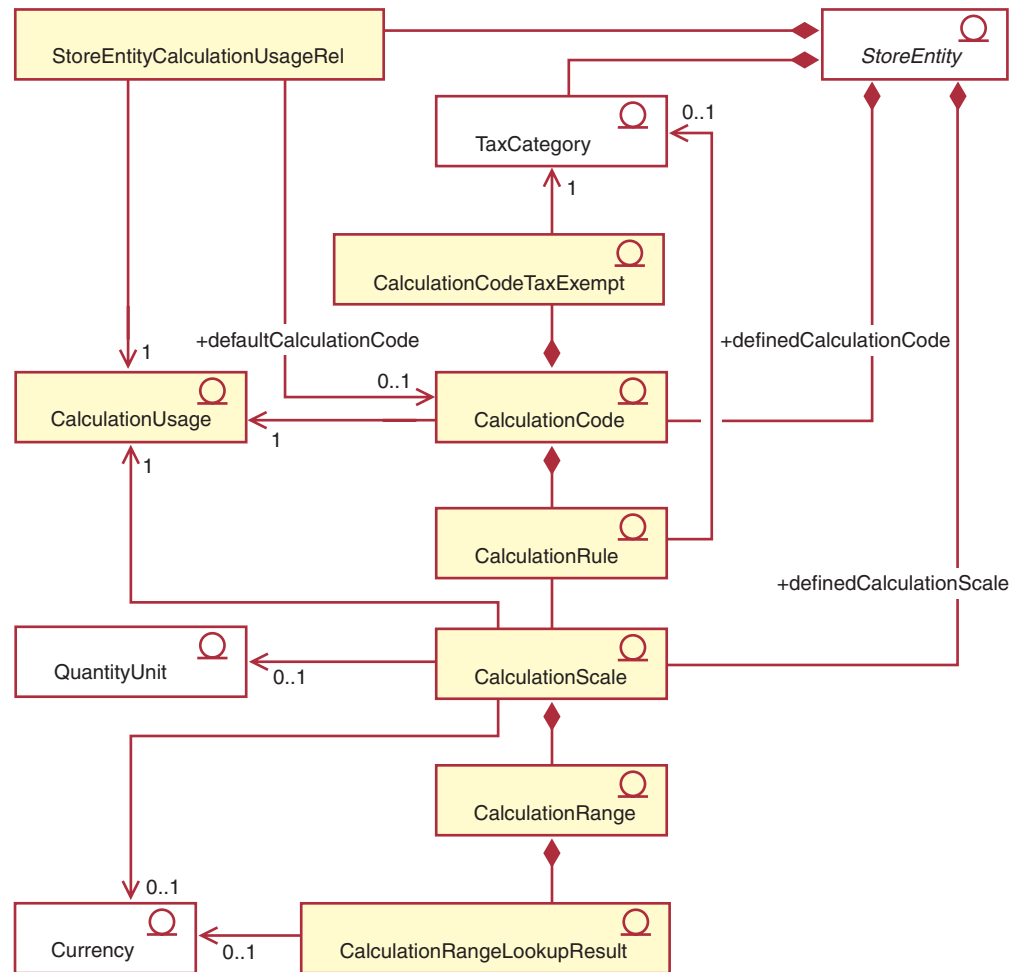 StoreEntityCalculationUsageRel
StoreEntity
0..1
TaxCategory
1
CalculationCodeTaxExempt
+defaultCalculationCode
+definedCalculationCode
1
0..1
CalculationUsage
CalculationCode
1
1
CalculationRule
+definedCalculationScale
QuantityUnit
0..1
CalculationScale
CalculationRange
0..1
Currency
0..1
CalculationRangeLookupResult